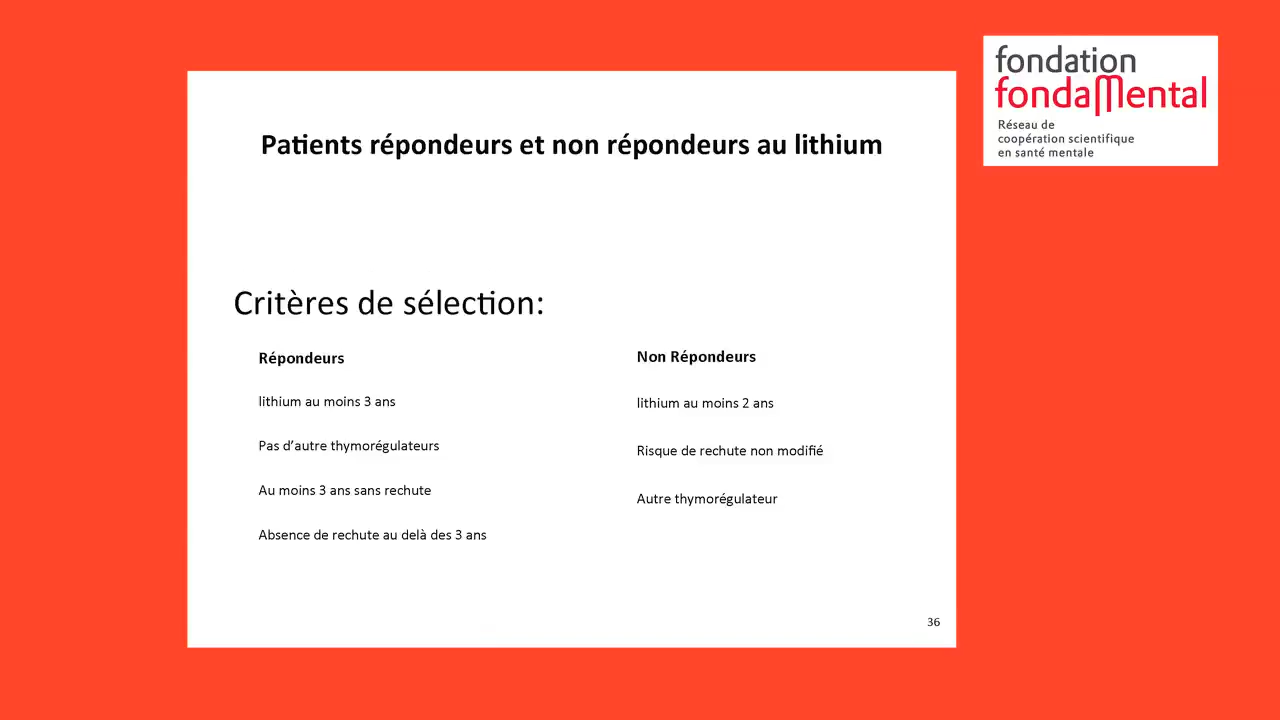 fondation
fondaMental
Réseau de
coopération scientifique
en santé mentale
Patients répondeurs et non répondeurs au lithium
Critères de sélection:
Répondeurs
lithium au moins 3 ans
Pas d’autre thymorégulateurs
Au moins 3 ans sans rechute
Absence de rechute au delà des 3 ans
Non Répondeurs
lithium au moins 2 ans
Risque de rechute non modifié
Autre thymorégulateur
36